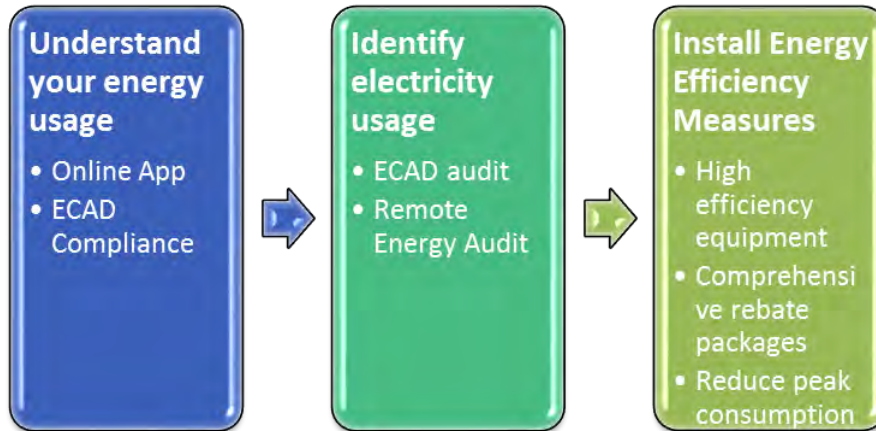 Understand
your energy
usage
• Online App
• ECAD
Compliance
Identify
electricity
usage
• ECAD audit
• Remote
Energy Audit
Install Energy
Efficiency
Measures
• High
efficiency
equipment
• Comprehensi
ve rebate
packages
• Reduce peak
consumption